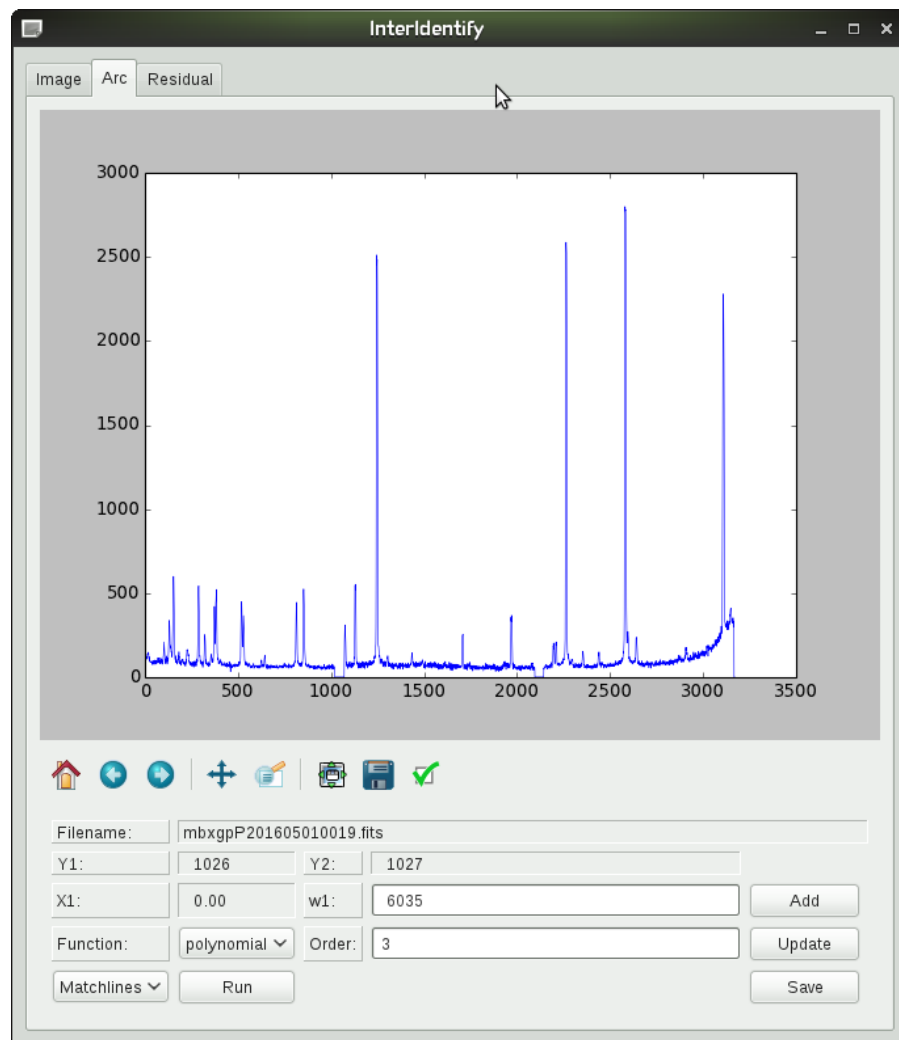 InterIdentify
Image Arc Residual
3000
2500
2000
1500
1000
500
0
0 500 1000 1500 2000 2500 3000 3500
Filename: mbxgpP201605010019.fits
Y1: 1026 Y2: 1027
X1: 0.00 w1: 6035 Add
Function: polynomial Order: 3 Update
Matchlines Run Save